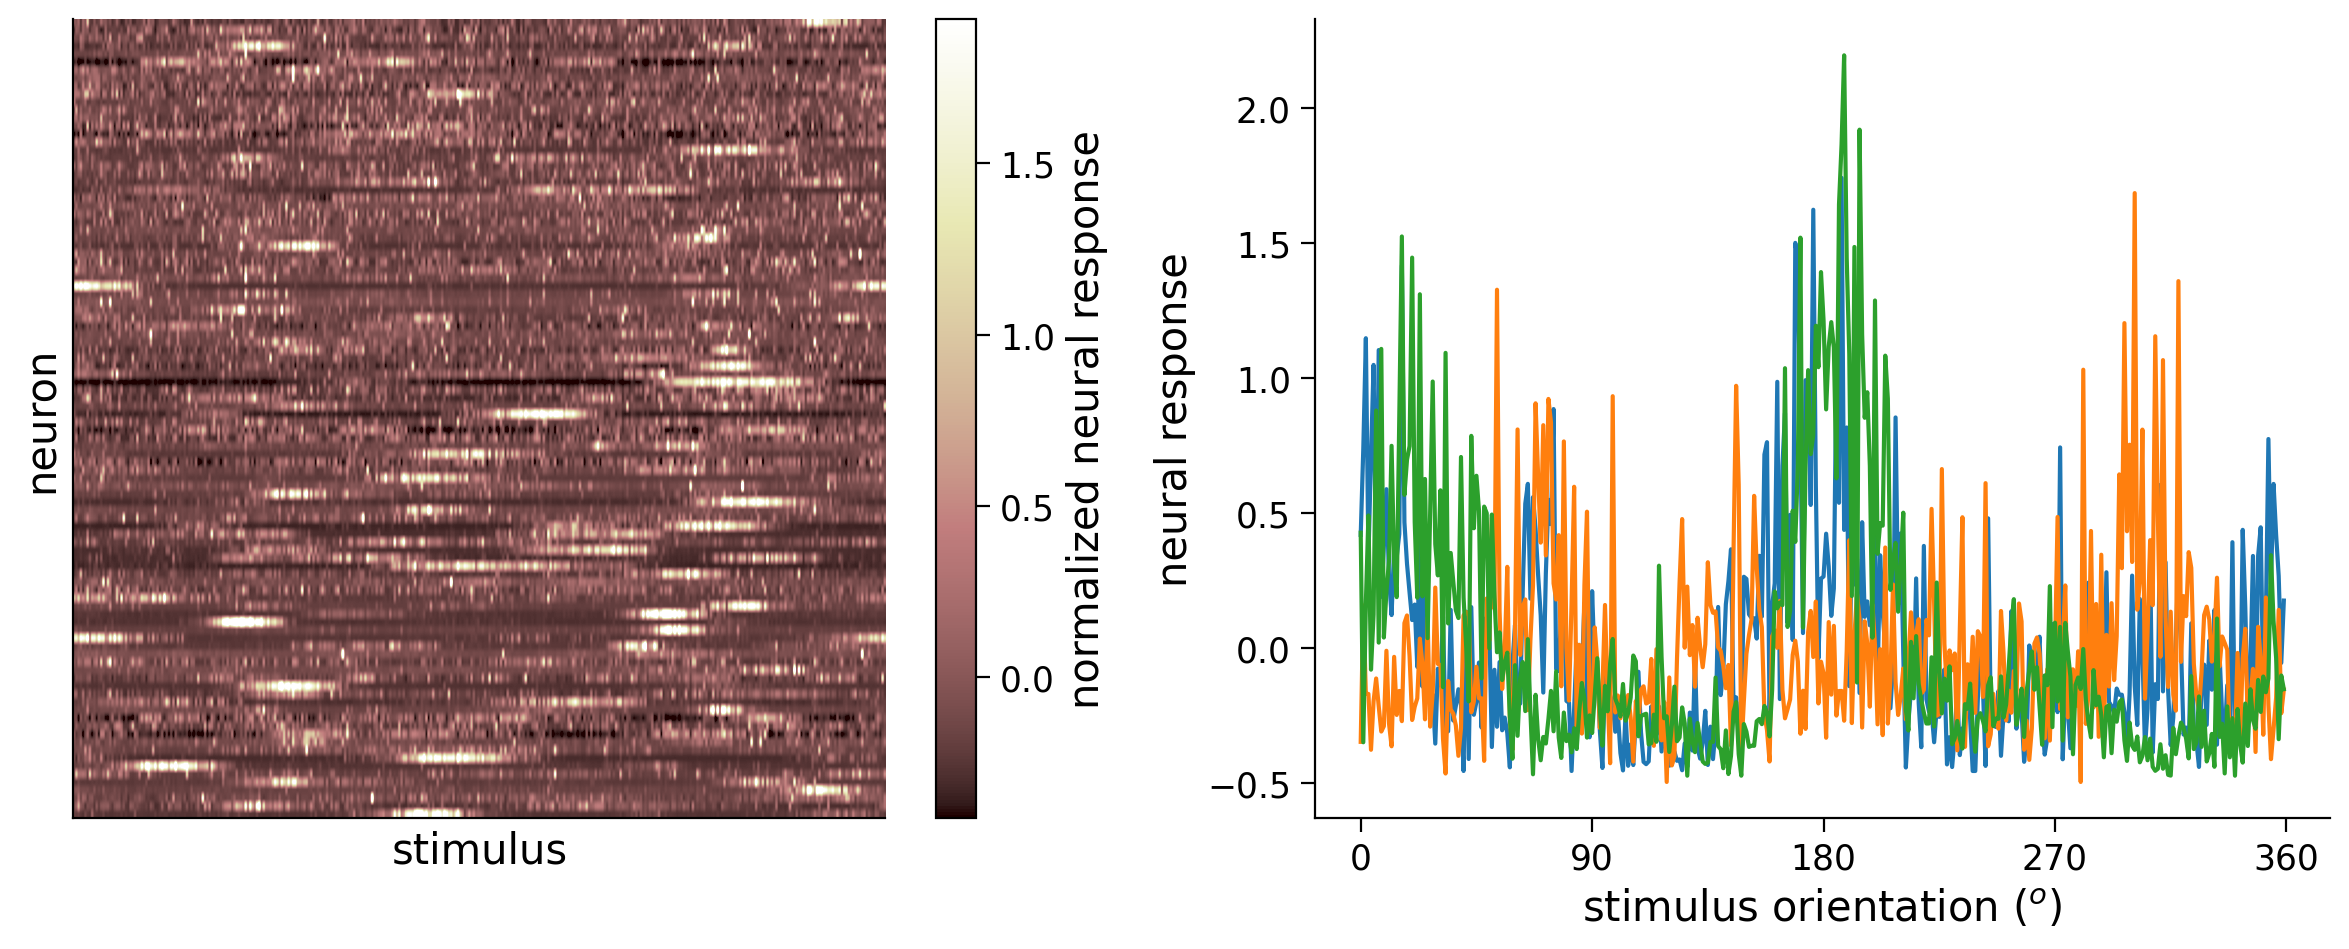 neuron
stimulus
1.5
1.0
0.5
0.0
normalized neural response
neural response
2.0
1.5
1.0
0.5
0.0
−0.5
0 90 180 270 360
stimulus orientation (o)